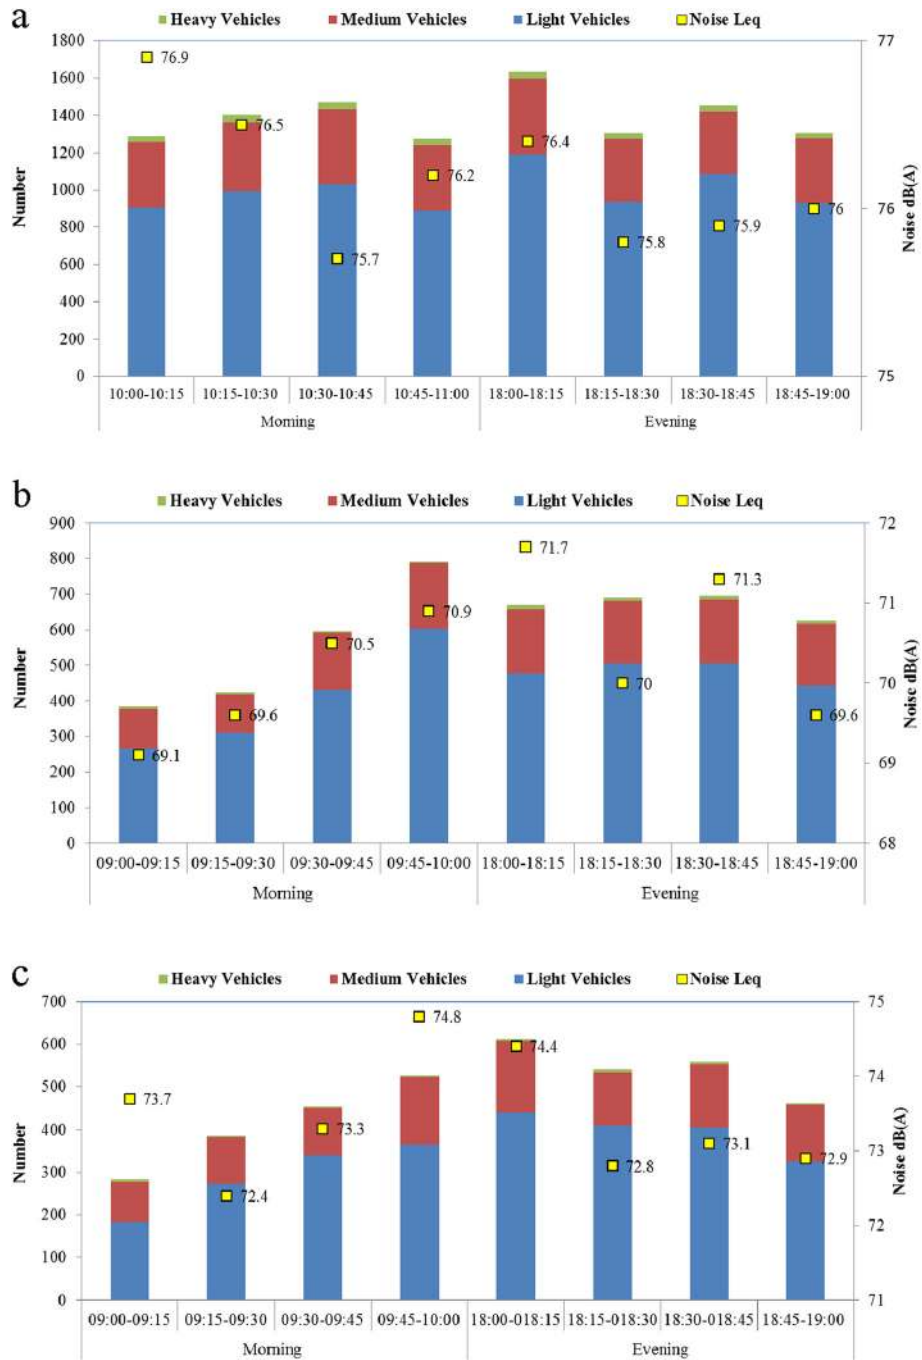 a
Heavy Vehicles Medium Vehicles Light Vehicles Noise Leq
1800 77
1600 76.9
1400 76.5
1200 76.4
1000 76.2
76 76
800 75.9
75.8
600 75.7
400
200
0 75
Number
Noise dB(A)
10:00-10:15 10:15-10:30 10:30-10:45 10:45-11:00 18:00-18:15 18:15-18:30 18:30-18:45 18:45-19:00
Morning Evening
b
Heavy Vehicles Medium Vehicles Light Vehicles Noise Leq
900 72
800 71.7
700 71.3
71
600 70.9
70.5
500
400 70 70
69.6 69.6
300
69.1
200 69
100
0 68
Number
Noise dB(A)
09:00-09:15 09:15-09:30 09:30-09:45 09:45-10:00 18:00-18:15 18:15-18:30 18:30-18:45 18:45-19:00
Morning Evening
c
Heavy Vehicles Medium Vehicles Light Vehicles Noise Leq
700 75
74.8
600 74.4
74
500 73.7
400 73.3
73.1
73
300 72.9
72.8
72.4
200 72
100
0 71
Number
Noise dB(A)
09:00-09:15 09:15-09:30 09:30-09:45 09:45-10:00 18:00-018:15 18:15-018:30 18:30-018:45 18:45-19:00
Morning Evening